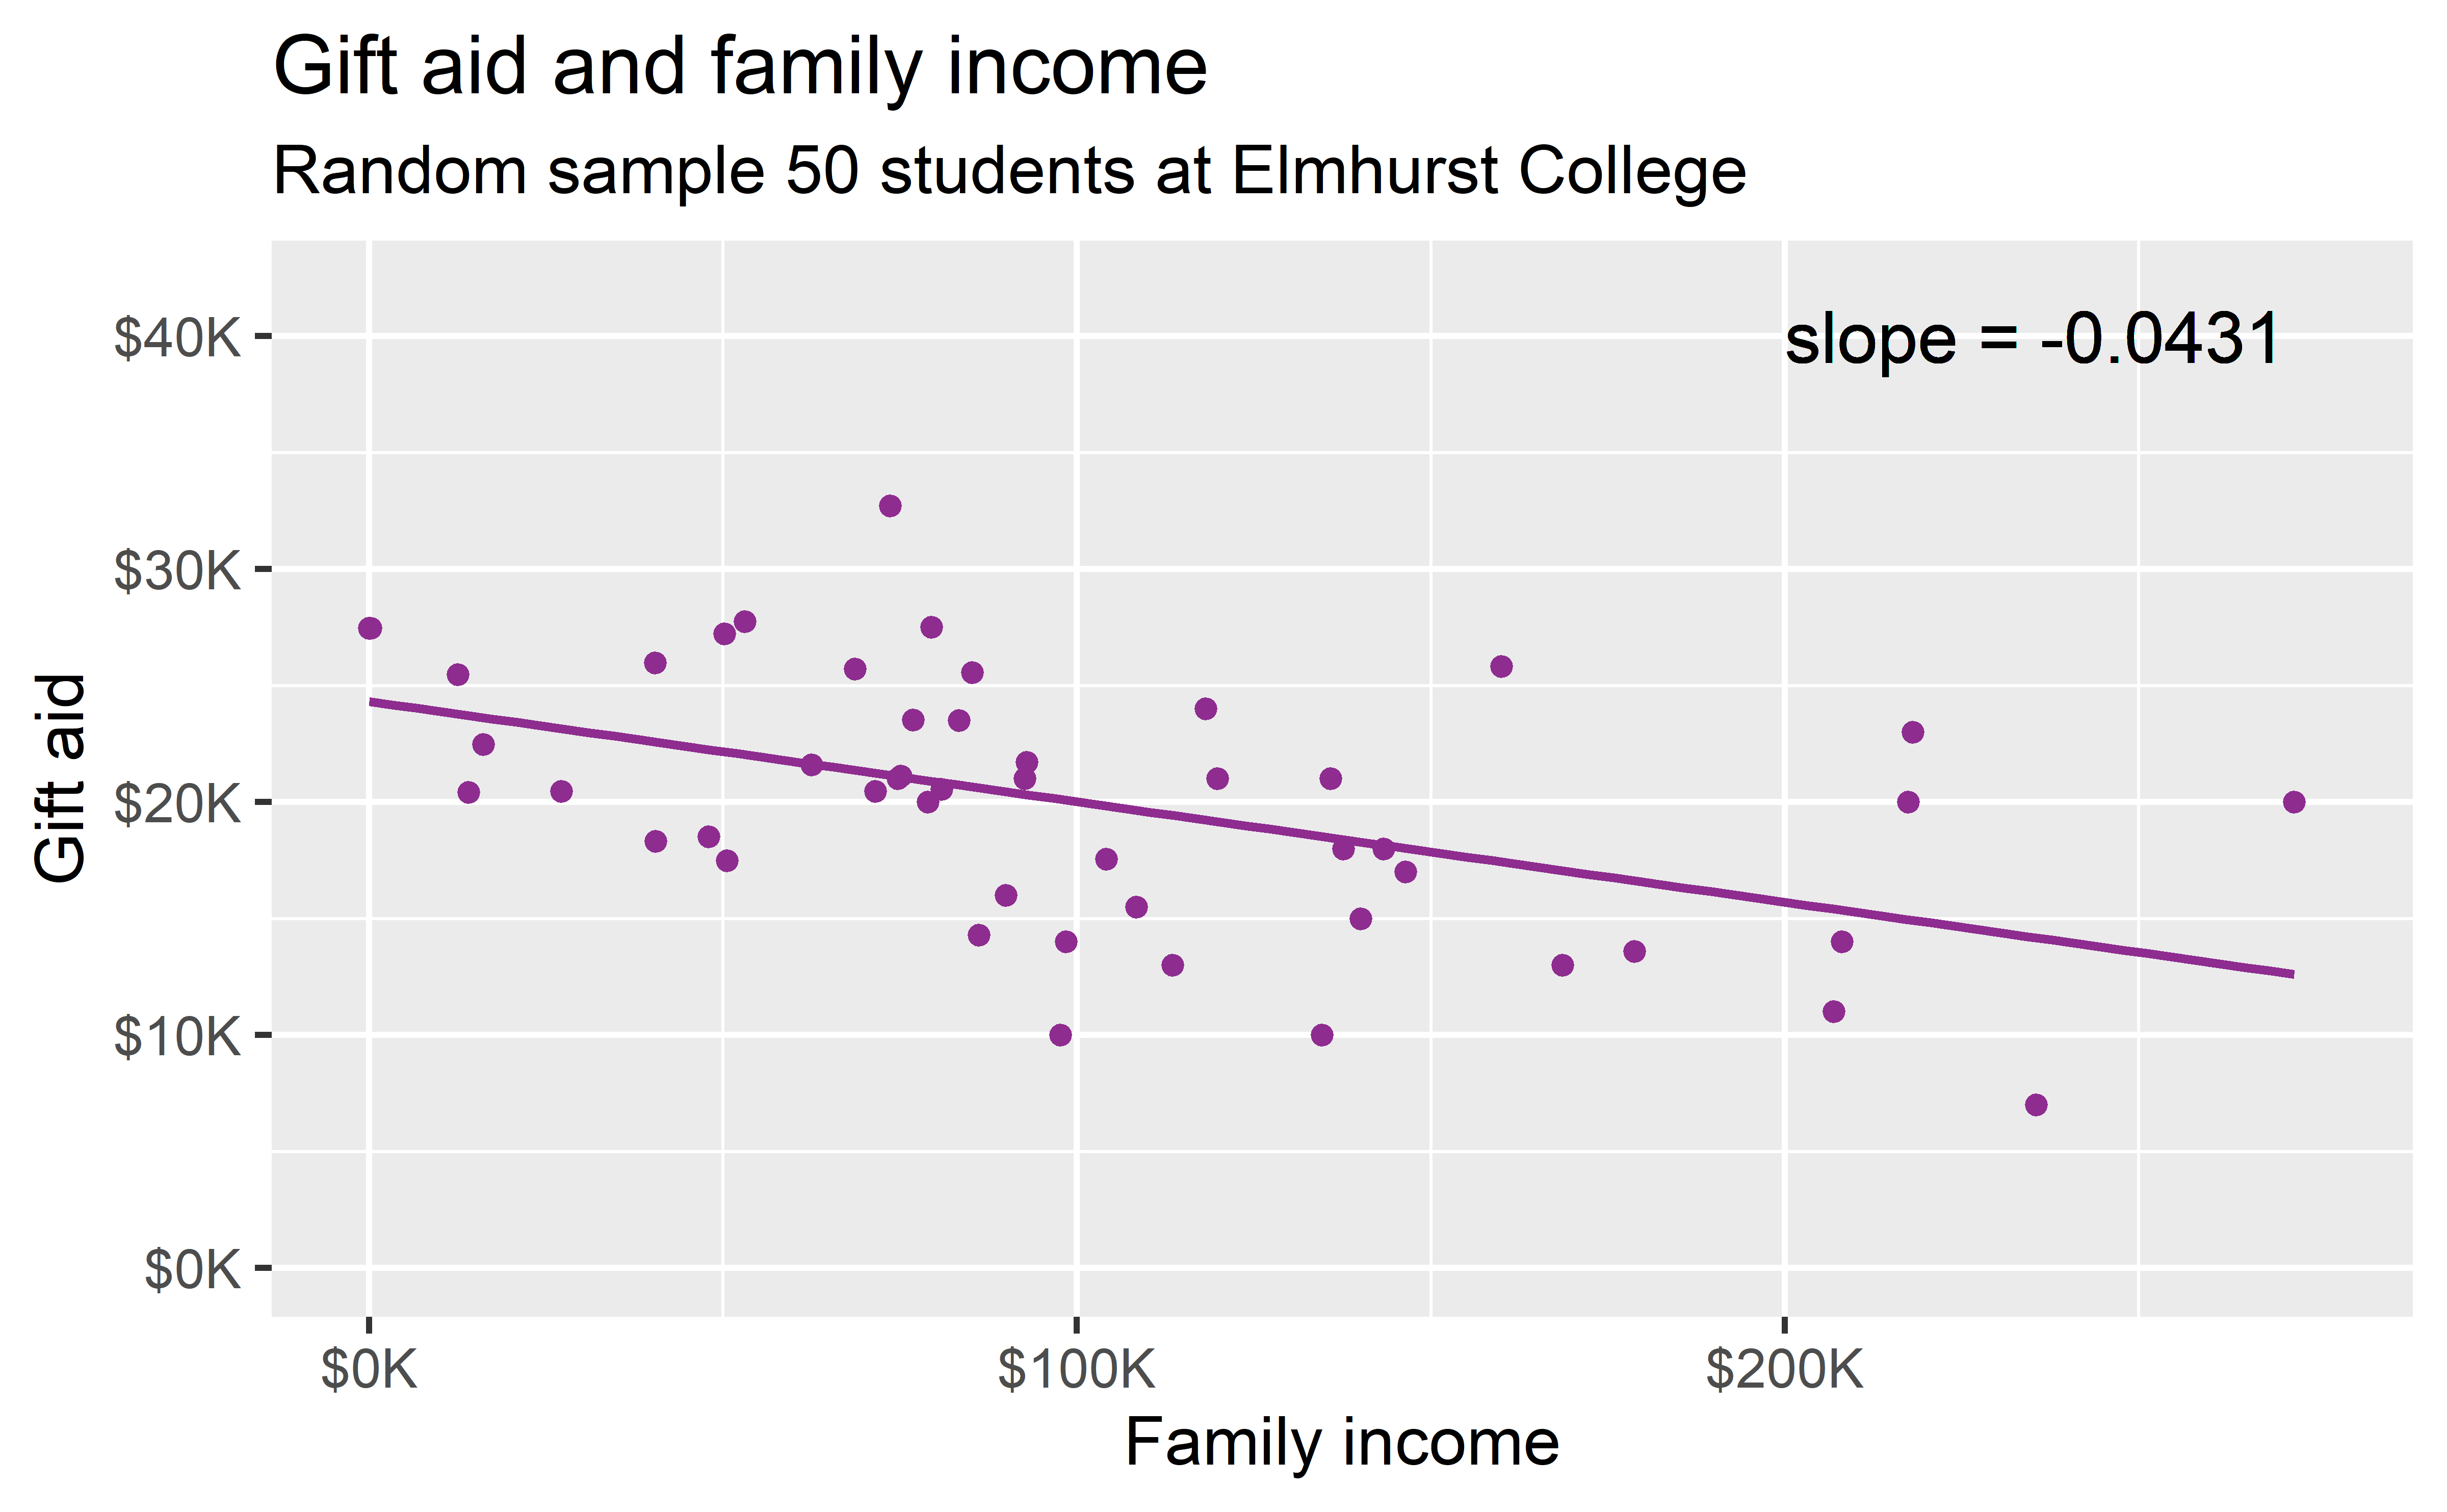 Gift aid and family income
Random sample 50 students at Elmhurst College
slope = -0.0431
$40K
$30K
$20K
$10K
$0K
Gift aid
$0K $100K $200K
Family income